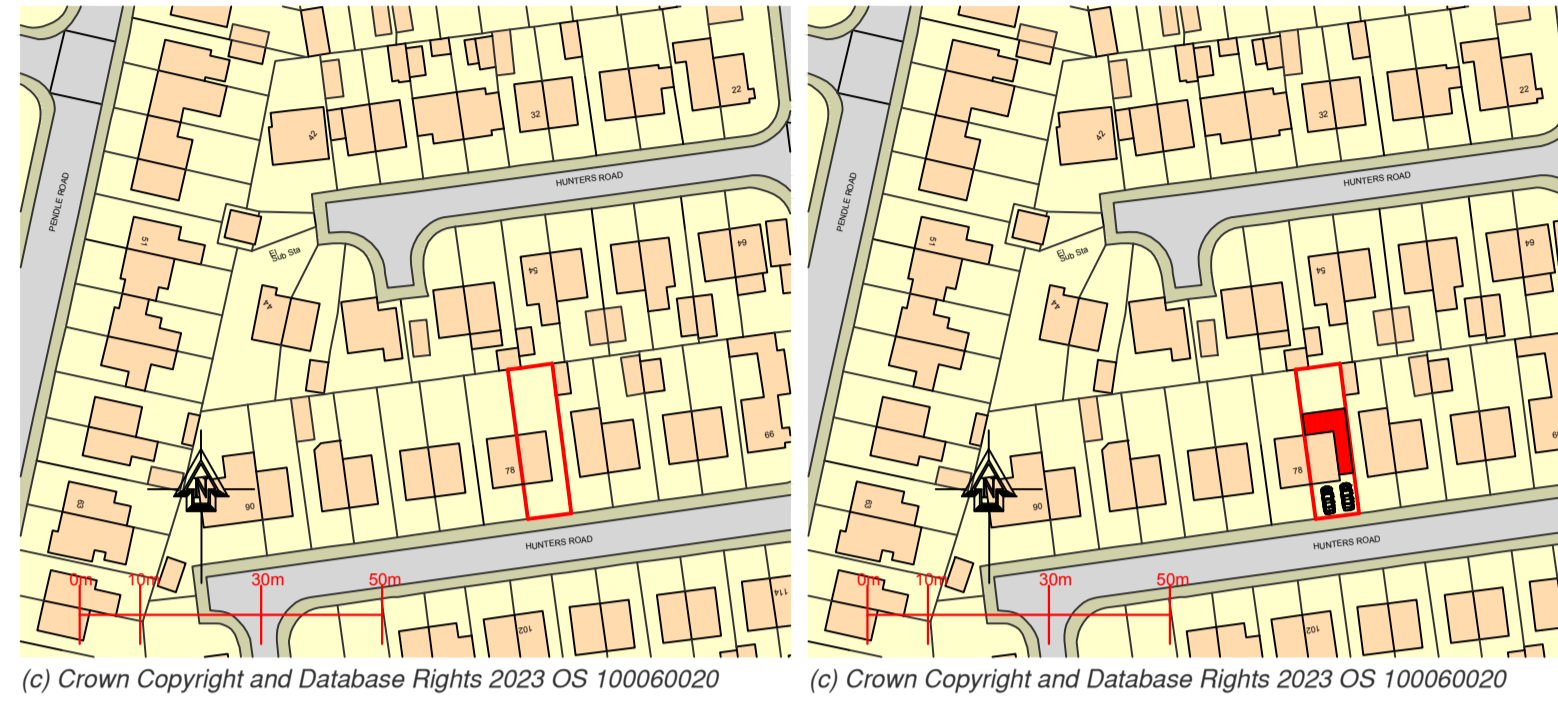 42
32
22
HUNTERS ROAD
PENDLE ROAD
51
El
Sub Sta
54
64
44
66
78
63
90
N
HUNTERS ROAD
0m 10m 30m 50m
102
114
(c) Crown Copyright and Database Rights 2023 OS 100060020
42
32
22
HUNTERS ROAD
PENDLE ROAD
51
El
Sub Sta
54
64
44
78
63
90
N
HUNTERS ROAD
0m 10m 30m 50m
102
(c) Crown Copyright and Database Rights 2023 OS 100060020